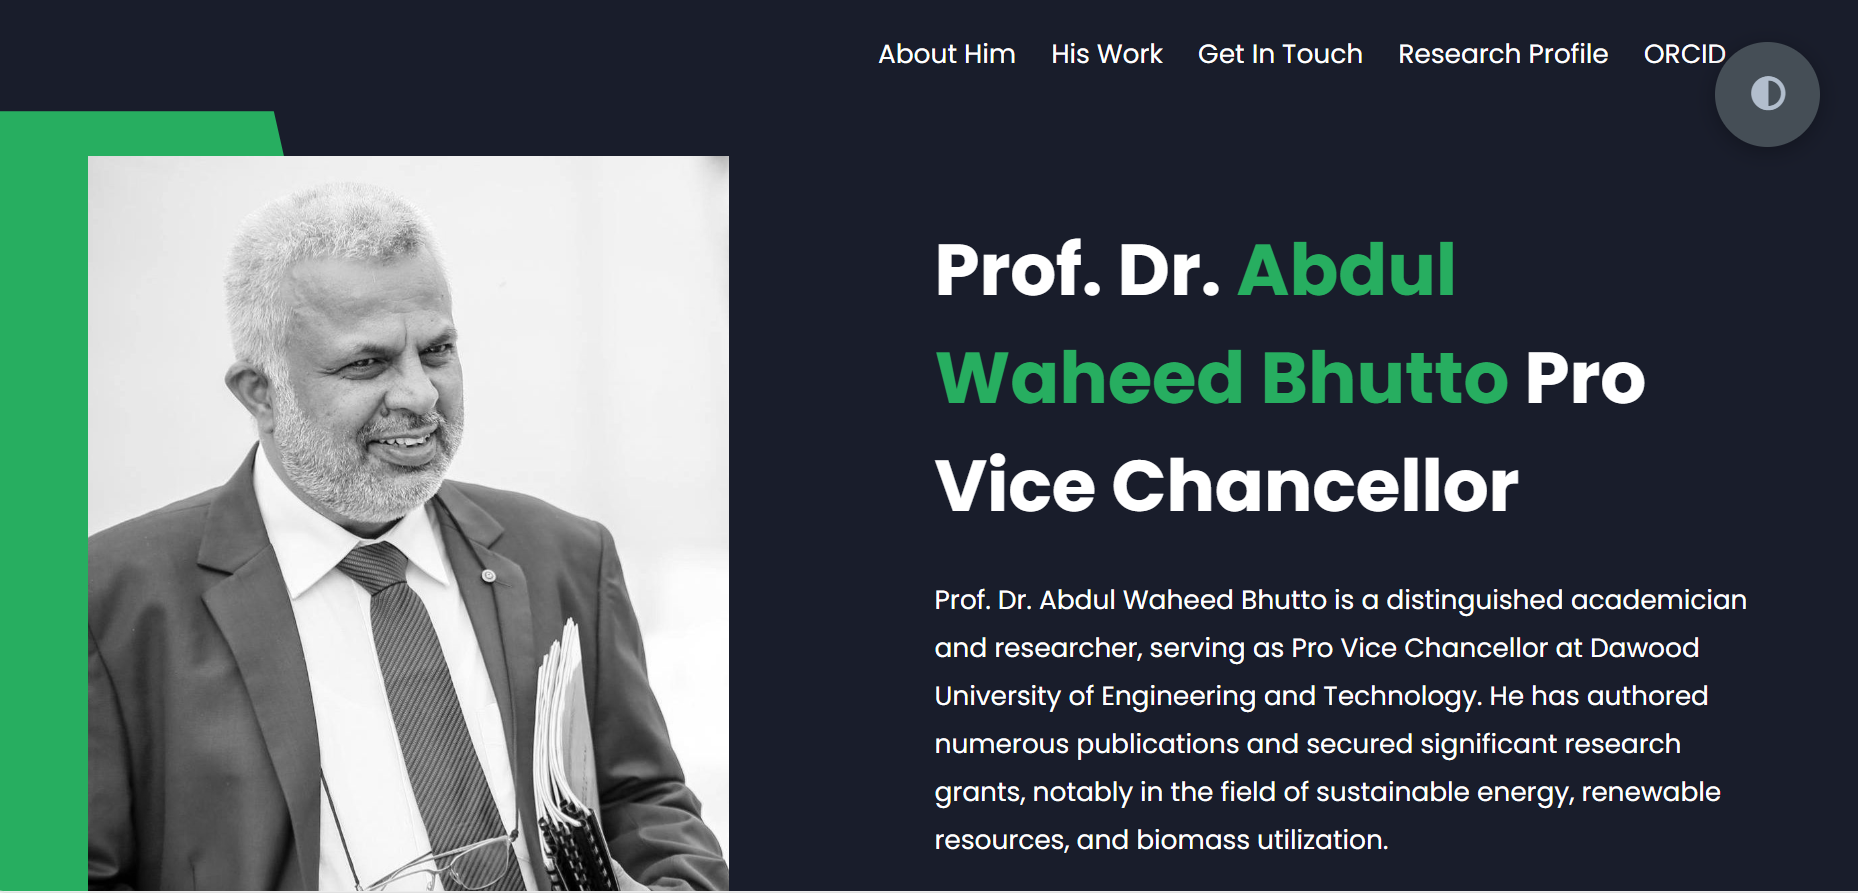 About Him His Work Get In Touch Research Profile ORCID
Prof. Dr. Abdul
Waheed Bhutto Pro
Vice Chancellor
Prof. Dr. Abdul Waheed Bhutto is a distinguished academician
and researcher, serving as Pro Vice Chancellor at Dawood
University of Engineering and Technology. He has authored
numerous publications and secured significant research
grants, notably in the field of sustainable energy, renewable
resources, and biomass utilization.